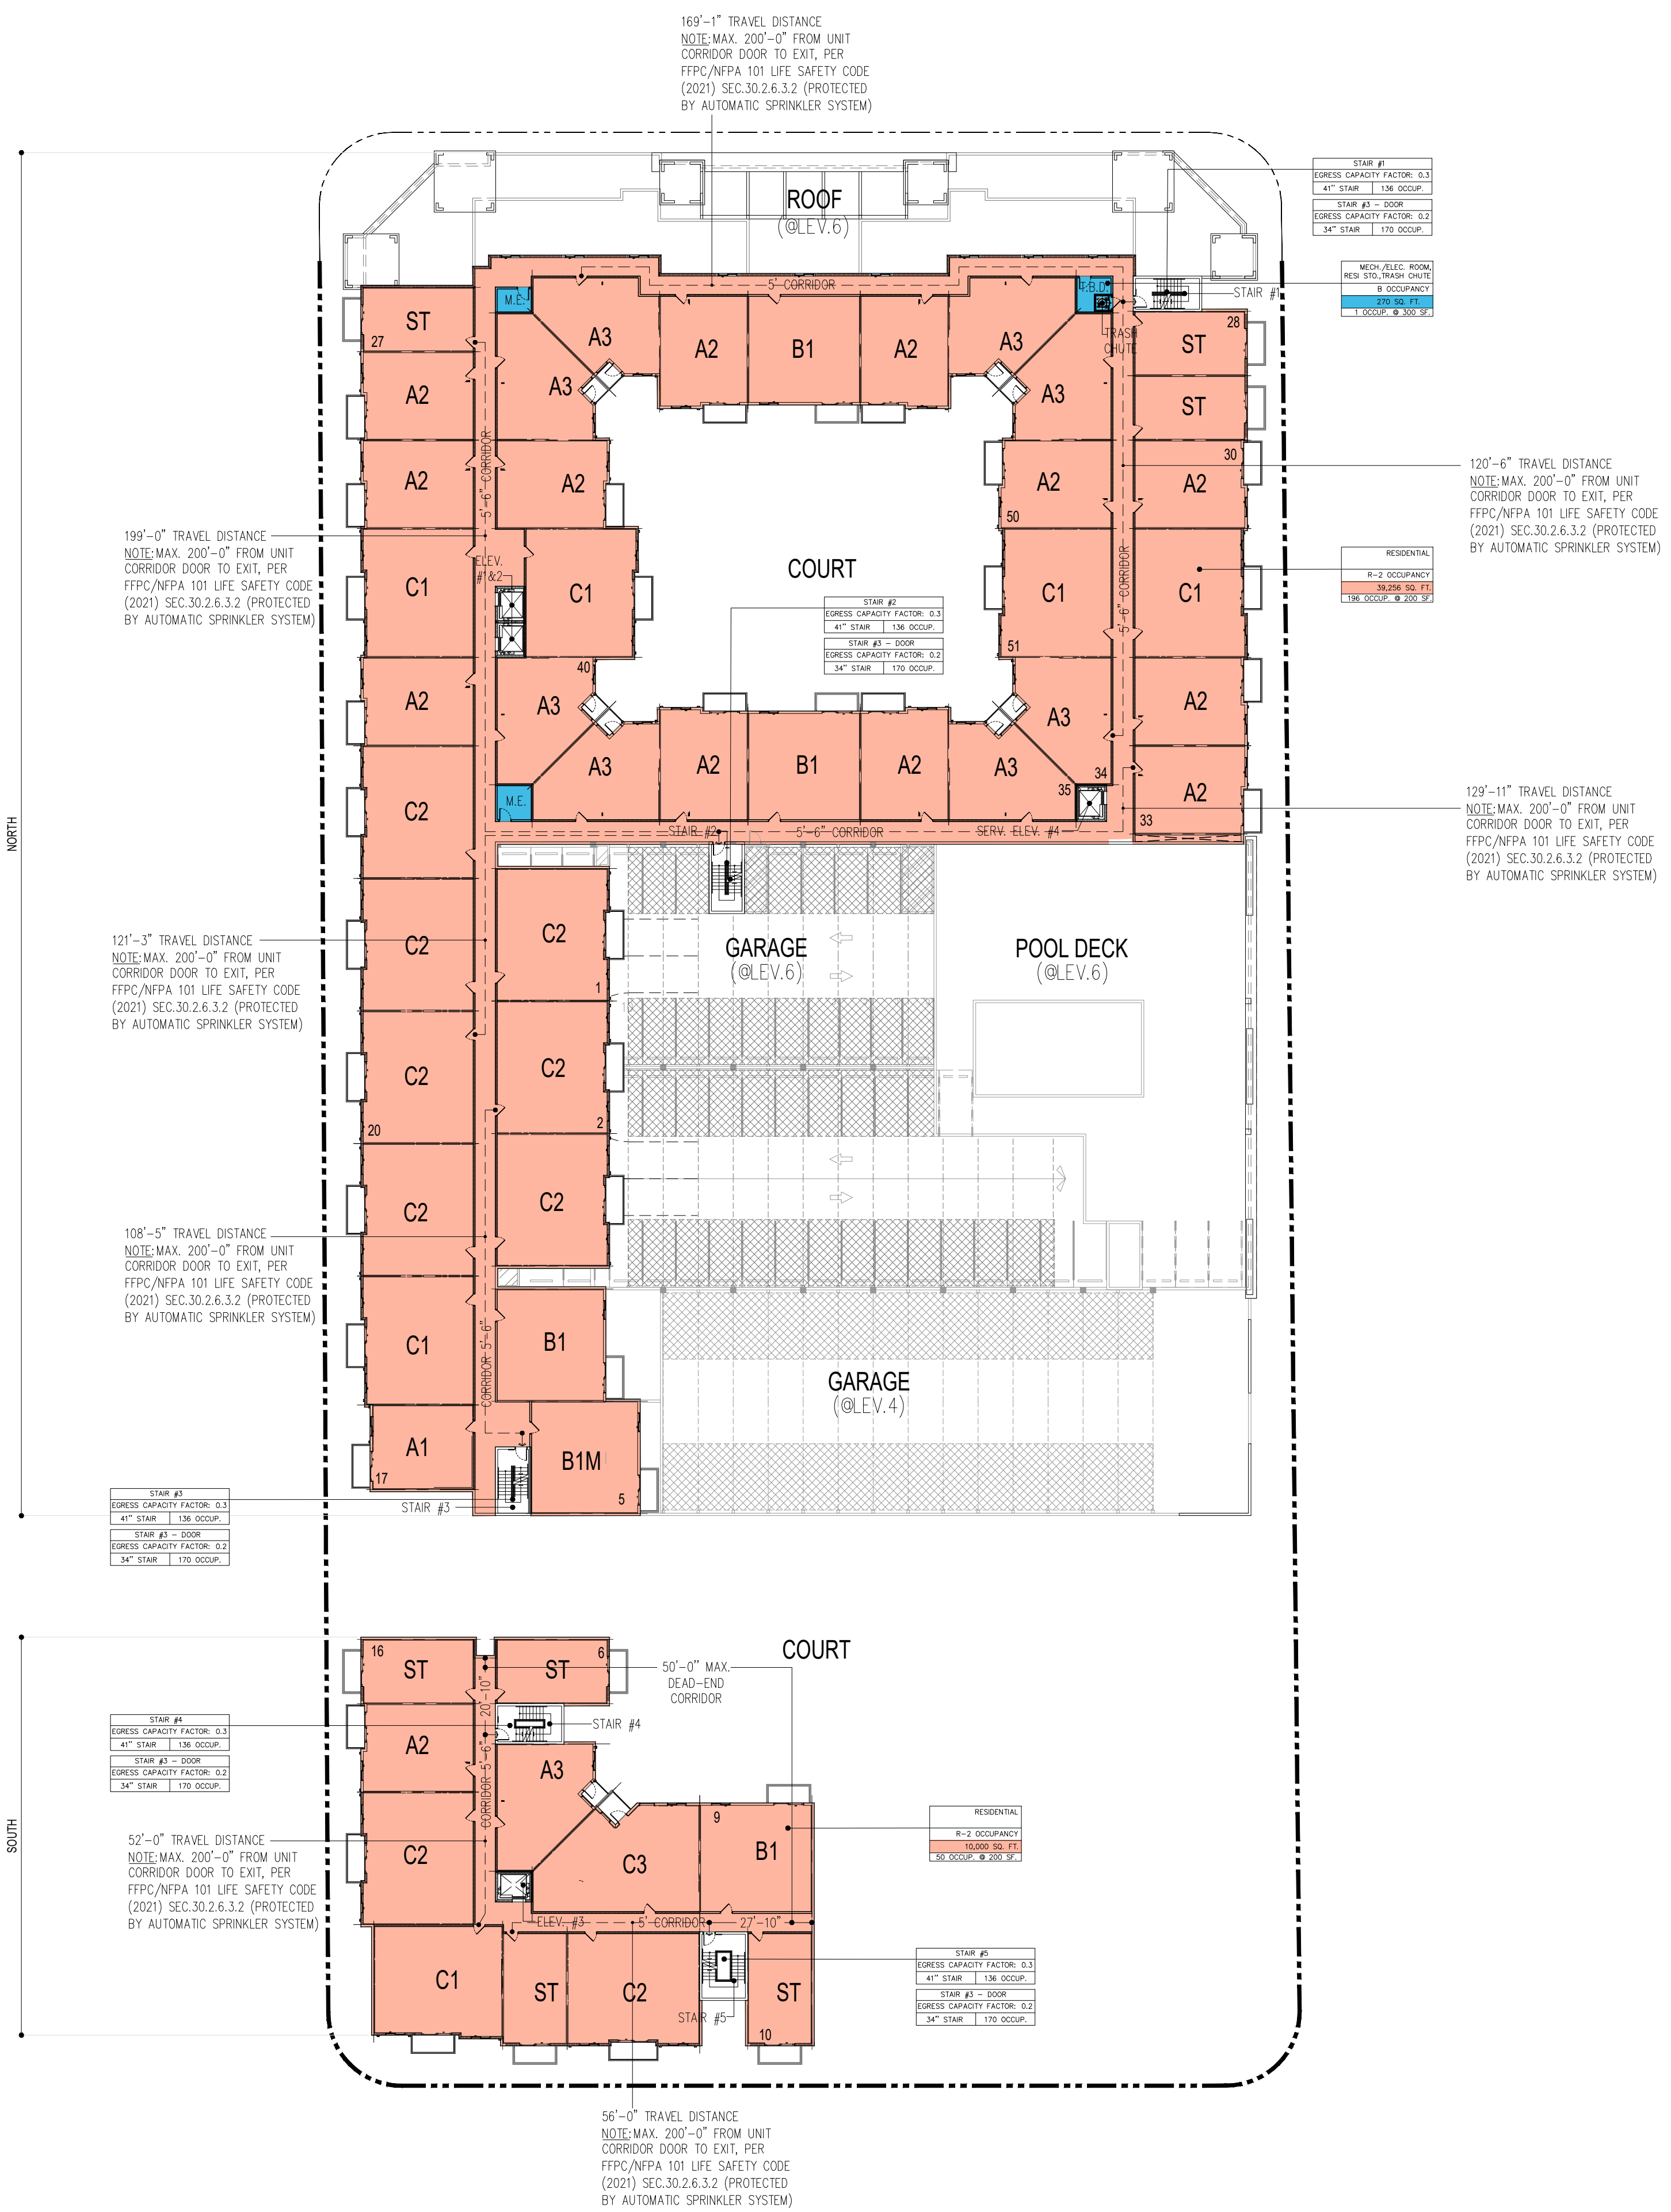 169'-1" TRAVEL DISTANCE
NOTE: MAX. 200'-0" FROM UNIT
CORRIDOR DOOR TO EXIT, PER
FFPC/NFPA 101 LIFE SAFETY CODE
(2021) SEC.30.2.6.3.2 (PROTECTED
BY AUTOMATIC SPRINKLER SYSTEM)
STAIR #1
EGRESS CAPACITY FACTOR: 0.3
41" STAIR 136 OCCUP.
STAIR #3 - DOOR
EGRESS CAPACITY FACTOR: 0.2
34" STAIR 170 OCCUP.
ROOF
(@LEV.6)
MECH./ELEC. ROOM,
RESI STO.,TRASH CHUTE
B OCCUPANCY
270 SQ. FT.
1 OCCUP. @ 300 SF.
5' CORRIDOR
M.E.
T.B.D.
STAIR #1
TRASH
CHUTE
ST
27
A3
A2
B1
A2
A3
28
ST
A2
A3
A3
ST
5'-6" CORRIDOR
30
A2
A2
A2
50
A2
120'-6" TRAVEL DISTANCE
NOTE: MAX. 200'-0" FROM UNIT
CORRIDOR DOOR TO EXIT, PER
FFPC/NFPA 101 LIFE SAFETY CODE
(2021) SEC.30.2.6.3.2 (PROTECTED
BY AUTOMATIC SPRINKLER SYSTEM)
199'-0" TRAVEL DISTANCE
NOTE: MAX. 200'-0" FROM UNIT
CORRIDOR DOOR TO EXIT, PER
FFPC/NFPA 101 LIFE SAFETY CODE
(2021) SEC.30.2.6.3.2 (PROTECTED
BY AUTOMATIC SPRINKLER SYSTEM)
ELEV.
#1&2
COURT
5'-6" CORRIDOR
RESIDENTIAL
R-2 OCCUPANCY
39,256 SQ. FT.
196 OCCUP. @ 200 SF.
C1
C1
C1
51
C1
STAIR #2
EGRESS CAPACITY FACTOR: 0.3
41" STAIR 136 OCCUP.
STAIR #3 - DOOR
EGRESS CAPACITY FACTOR: 0.2
34" STAIR 170 OCCUP.
40
A2
A3
A3
A2
A3
A2
B1
A2
A3
34
35
A2
33
M.E.
C2
STAIR #2
5'-6" CORRIDOR
SERV. ELEV. #4
129'-11" TRAVEL DISTANCE
NOTE: MAX. 200'-0" FROM UNIT
CORRIDOR DOOR TO EXIT, PER
FFPC/NFPA 101 LIFE SAFETY CODE
(2021) SEC.30.2.6.3.2 (PROTECTED
BY AUTOMATIC SPRINKLER SYSTEM)
NORTH
121'-3" TRAVEL DISTANCE
NOTE: MAX. 200'-0" FROM UNIT
CORRIDOR DOOR TO EXIT, PER
FFPC/NFPA 101 LIFE SAFETY CODE
(2021) SEC.30.2.6.3.2 (PROTECTED
BY AUTOMATIC SPRINKLER SYSTEM)
C2
C2
1
GARAGE
(@LEV.6)
POOL DECK
(@LEV.6)
C2
20
C2
2
C2
C2
108'-5" TRAVEL DISTANCE
NOTE: MAX. 200'-0" FROM UNIT
CORRIDOR DOOR TO EXIT, PER
FFPC/NFPA 101 LIFE SAFETY CODE
(2021) SEC.30.2.6.3.2 (PROTECTED
BY AUTOMATIC SPRINKLER SYSTEM)
C1
CORRIDOR 5'-6"
B1
GARAGE
(@LEV.4)
A1
17
B1M
5
STAIR #3
STAIR #3
EGRESS CAPACITY FACTOR: 0.3
41" STAIR 136 OCCUP.
STAIR #3 - DOOR
EGRESS CAPACITY FACTOR: 0.2
34" STAIR 170 OCCUP.
16
ST
6
ST
COURT
50'-0" MAX.
DEAD-END
CORRIDOR
20'-10"
STAIR #4
EGRESS CAPACITY FACTOR: 0.3
41" STAIR 136 OCCUP.
STAIR #3 - DOOR
EGRESS CAPACITY FACTOR: 0.2
34" STAIR 170 OCCUP.
STAIR #4
A2
CORRIDOR 5'-6"
A3
SOUTH
52'-0" TRAVEL DISTANCE
NOTE: MAX. 200'-0" FROM UNIT
CORRIDOR DOOR TO EXIT, PER
FFPC/NFPA 101 LIFE SAFETY CODE
(2021) SEC.30.2.6.3.2 (PROTECTED
BY AUTOMATIC SPRINKLER SYSTEM)
C2
C3
9
B1
RESIDENTIAL
R-2 OCCUPANCY
10,000 SQ. FT.
50 OCCUP. @ 200 SF.
ELEV. #3
5' CORRIDOR
27'-10"
C1
ST
C2
ST
10
STAIR #5
STAIR #5
EGRESS CAPACITY FACTOR: 0.3
41" STAIR 136 OCCUP.
STAIR #3 - DOOR
EGRESS CAPACITY FACTOR: 0.2
34" STAIR 170 OCCUP.
56'-0" TRAVEL DISTANCE
NOTE: MAX. 200'-0" FROM UNIT
CORRIDOR DOOR TO EXIT, PER
FFPC/NFPA 101 LIFE SAFETY CODE
(2021) SEC.30.2.6.3.2 (PROTECTED
BY AUTOMATIC SPRINKLER SYSTEM)